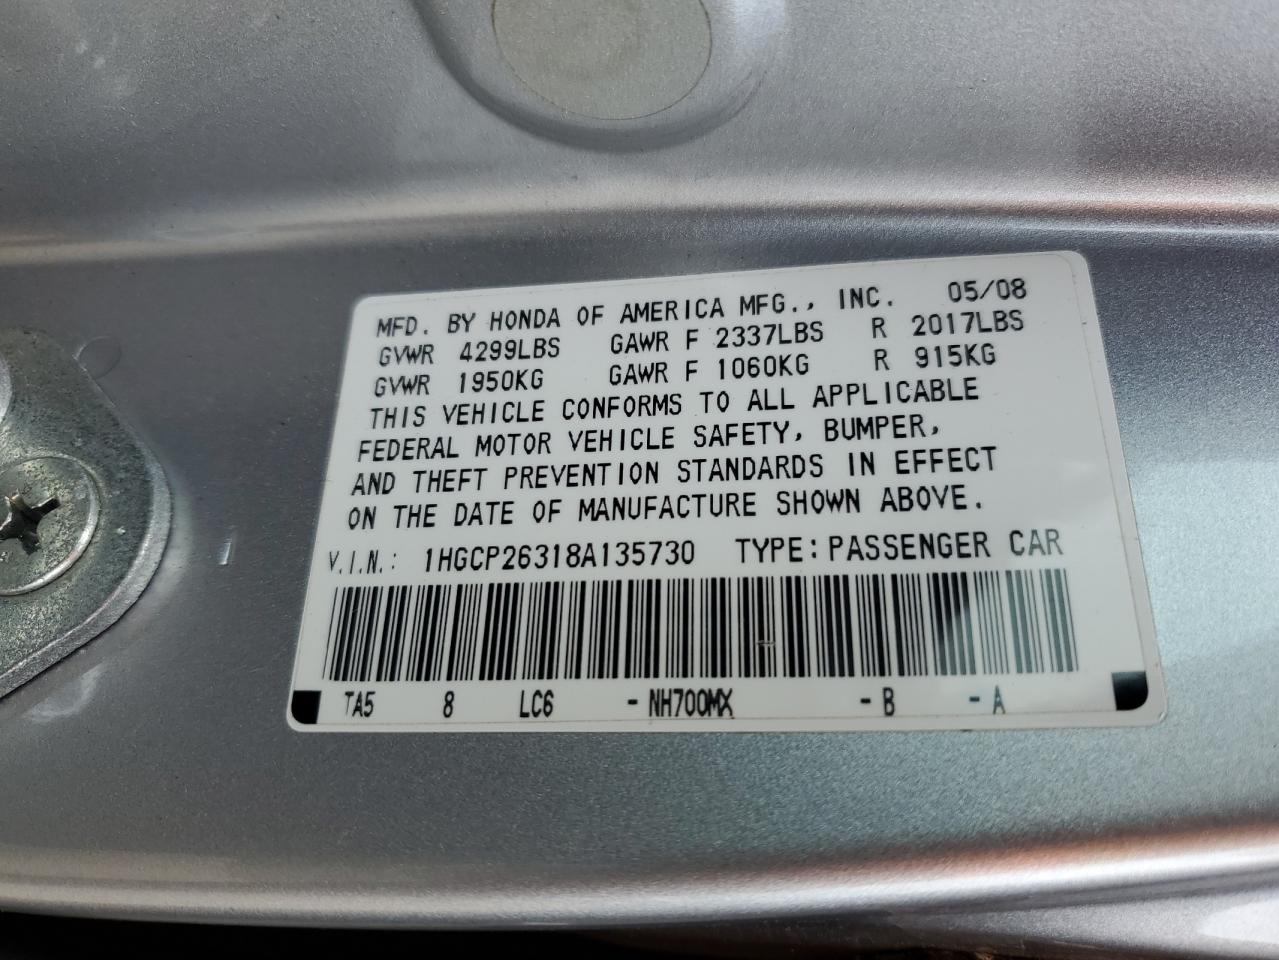 MFD. BY HONDA OF AMERICA MFG., INC. 05/08
GVWR 4299LBS GAWR F 2337LBS R 2017LBS
GVWR 1950KG GAWR F 1060KG R 915KG
THIS VEHICLE CONFORMS TO ALL APPLICABLE
FEDERAL MOTOR VEHICLE SAFETY, BUMPER,
AND THEFT PREVENTION STANDARDS IN EFFECT
ON THE DATE OF MANUFACTURE SHOWN ABOVE.
V.I.N.: 1HGCP26318A135730 TYPE: PASSENGER CAR
TA5 8 LC6 -NH700MX -B -A